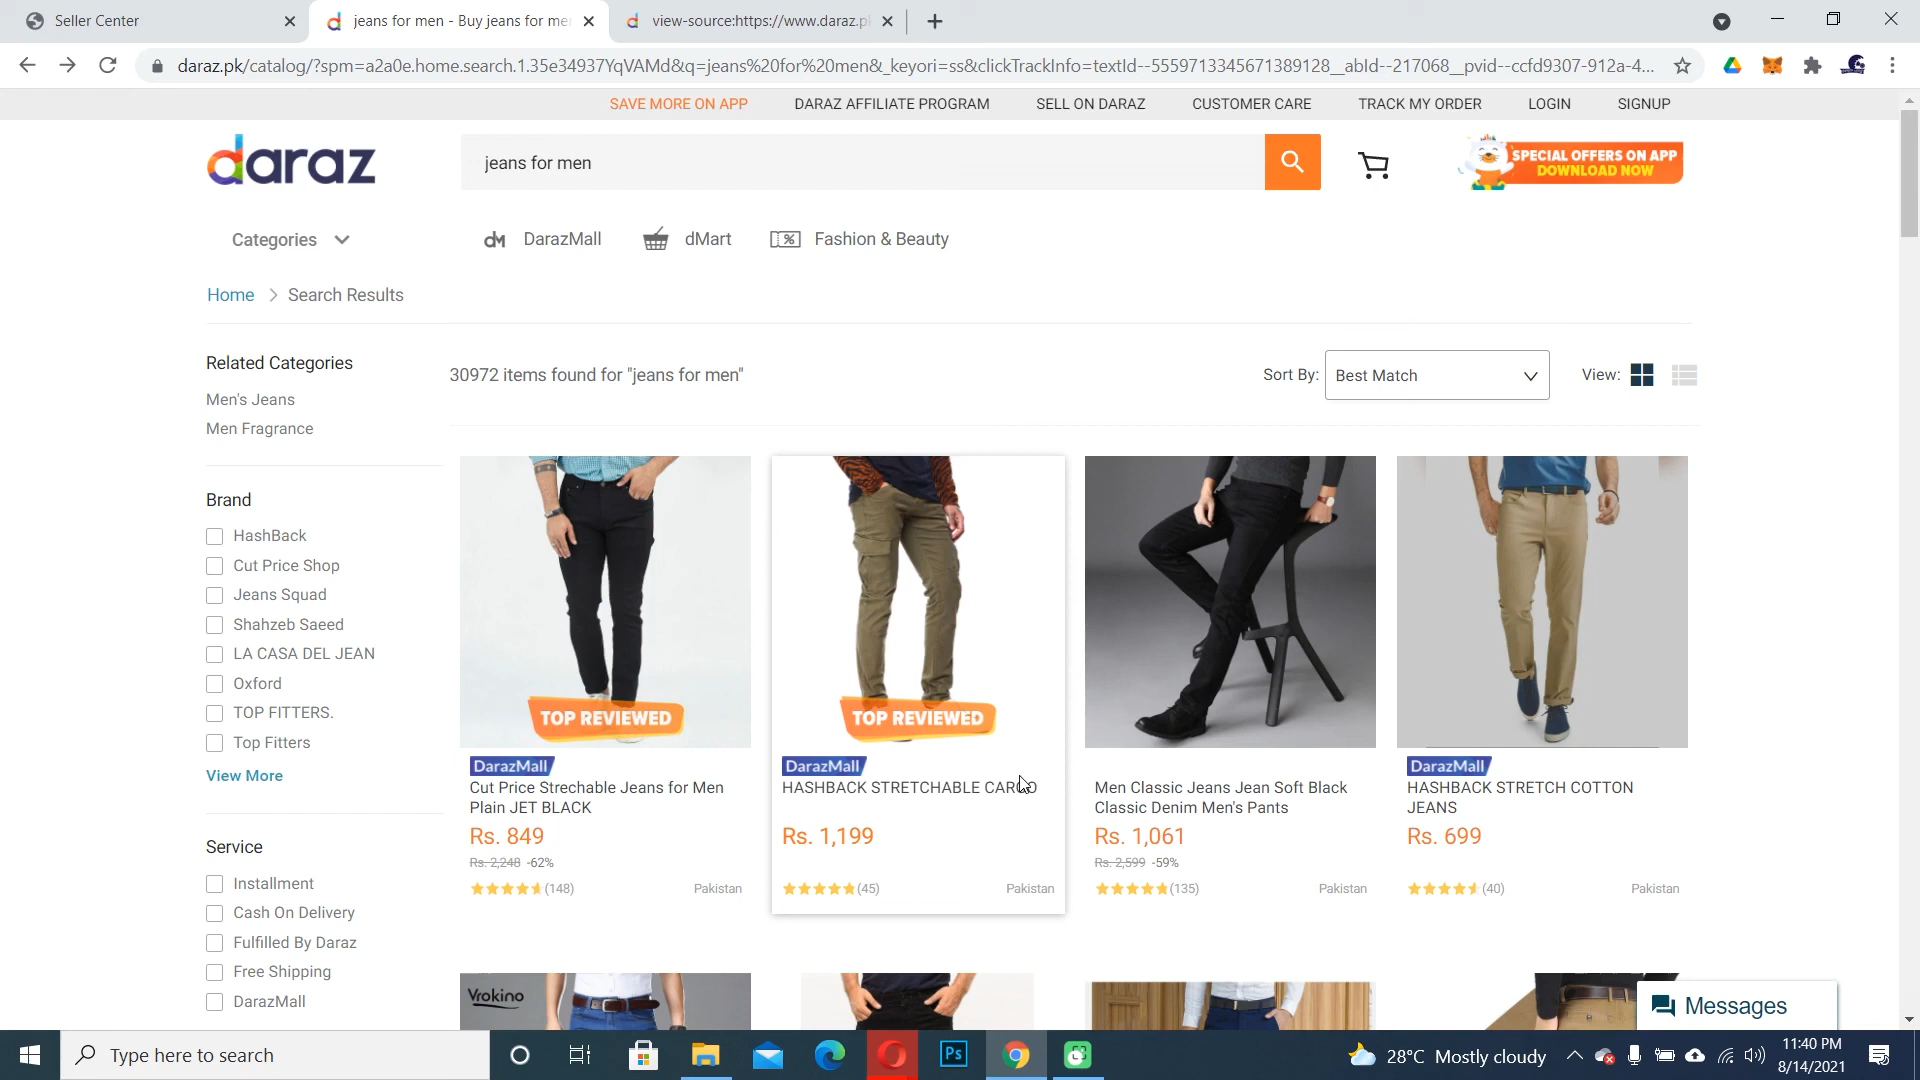 Seller Center
jeans for men - Buy jeans for me
view-source:https://www.daraz.p
daraz.pk/catalog/?spm=a2a0e.home.search.1.35e34937YqVAMd&q=jeans%20for%20men&_keyori=ss&clickTrackInfo=textId--5559713345671389128__abId--217068__pvid--ccfd9307-912a-4...
SAVE MORE ON APP
DARAZ AFFILIATE PROGRAM
SELL ON DARAZ
CUSTOMER CARE
TRACK MY ORDER
LOGIN
SIGNUP
daraz
jeans for men
SPECIAL OFFERS ON APP
DOWNLOAD NOW
Categories
DarazMall
dMart
Fashion & Beauty
Home
Search Results
Related Categories
Men's Jeans
Men Fragrance
30972 items found for "jeans for men"
Sort By:
Best Match
View:
Brand
HashBack
Cut Price Shop
Jeans Squad
Shahzeb Saeed
LA CASA DEL JEAN
Oxford
TOP FITTERS.
Top Fitters
View More
Service
Installment
Cash On Delivery
Fulfilled By Daraz
Free Shipping
DarazMall
TOP REVIEWED
DarazMall
Cut Price Strechable Jeans for Men
Plain JET BLACK
Rs. 849
Rs. 2,248 -62%
(148)
Pakistan
TOP REVIEWED
DarazMall
HASHBACK STRETCHABLE CARGO
Rs. 1,199
(45)
Pakistan
Men Classic Jeans Jean Soft Black
Classic Denim Men's Pants
Rs. 1,061
Rs. 2,599 -59%
(135)
Pakistan
DarazMall
HASHBACK STRETCH COTTON
JEANS
Rs. 699
(40)
Pakistan
Vrokino
Messages
Type here to search
Ps
28°C Mostly cloudy
11:40 PM
8/14/2021